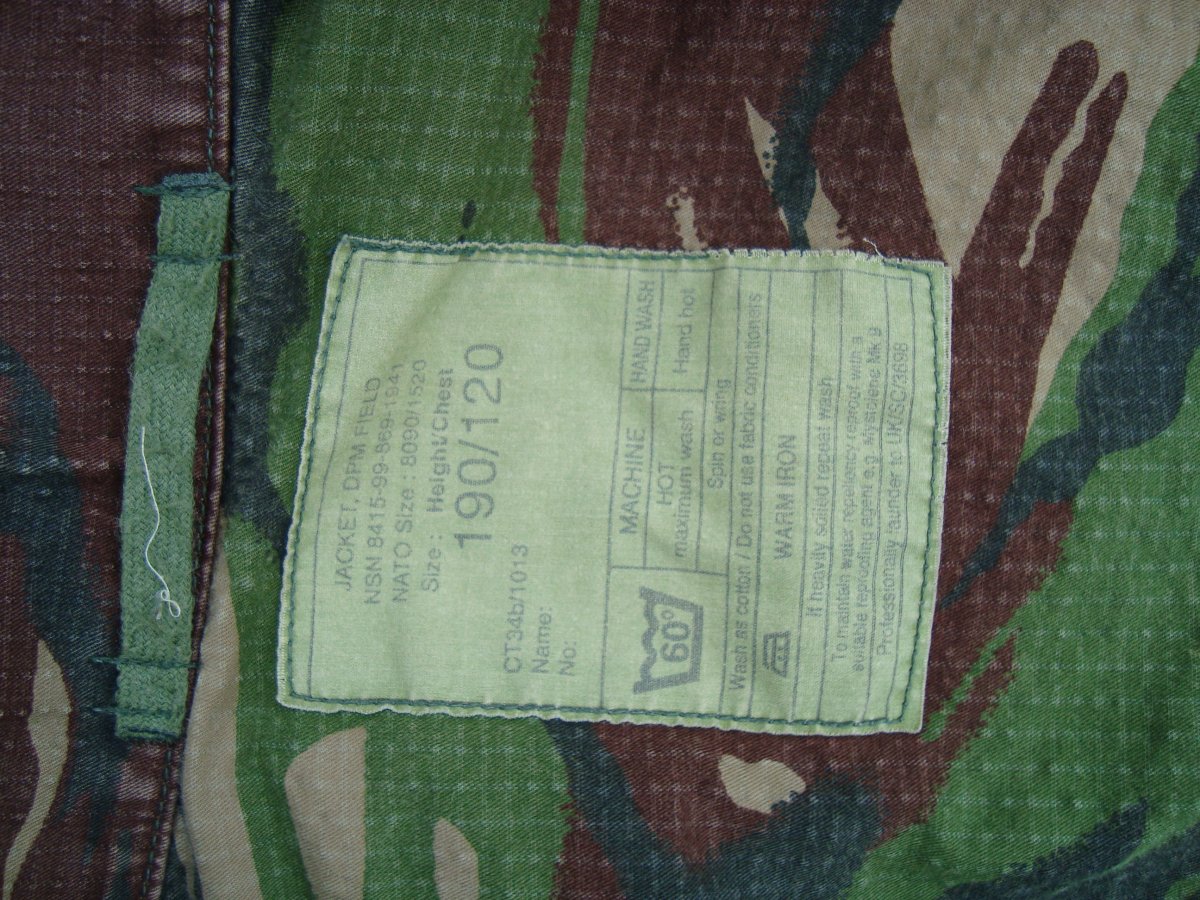 JACKET, DPM FIELD
NSN 8415-99-869-1941
NATO Size: 8090/1520
Size: Height/Chest
190/120
CT34b/1013
Name:
No:
60°
MACHINE
HAND WASH
HOT
maximum wash
Hand hot
Spin or wring
Wash as cotton / Do not use fabric conditioners
WARM IRON
If heavily soiled repeat wash
To maintain water repellency reproof with a
suitable reproofing agent e.g. Mystolene Mk
Professionally launder to UK/SC/3698